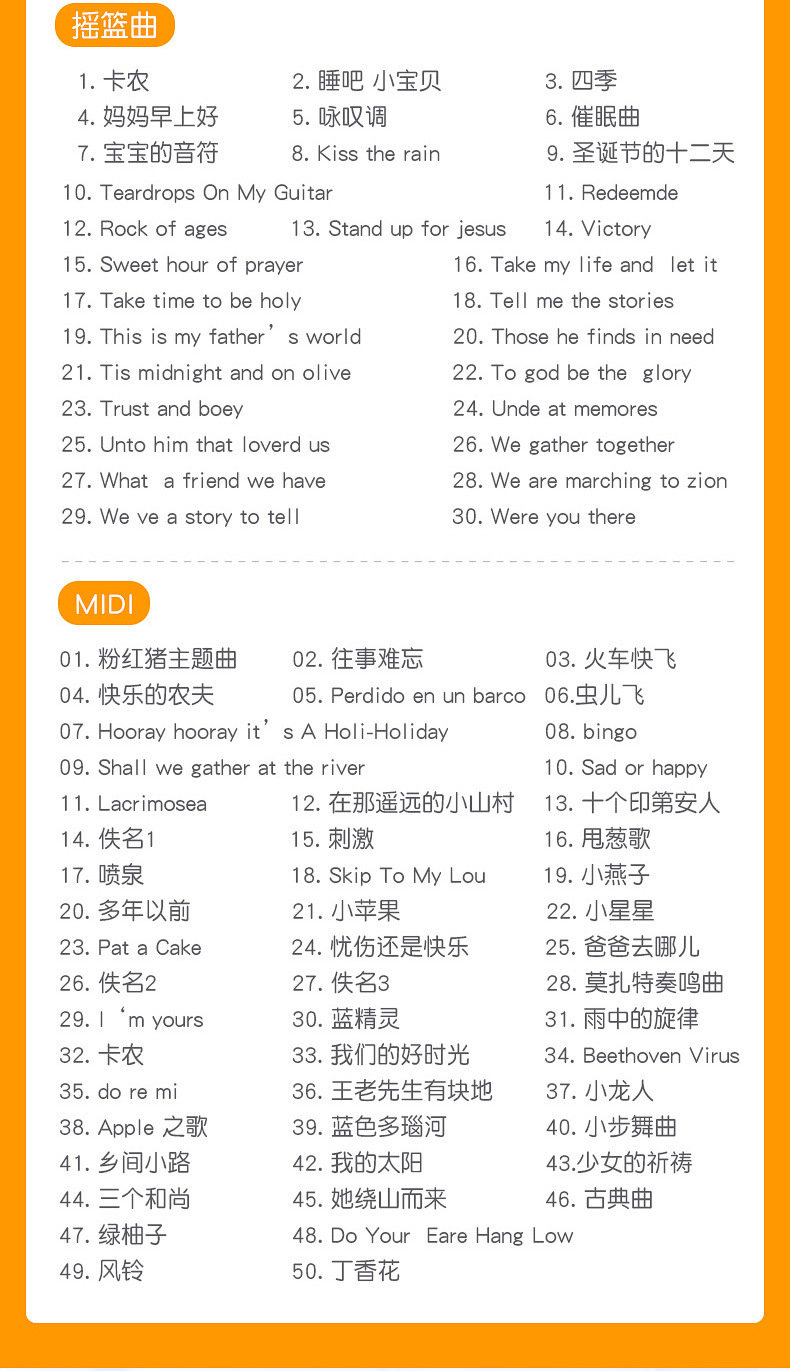 摇篮曲
1. 卡农 2. 睡吧 小宝贝 3. 四季
4. 妈妈早上好 5. 咏叹调 6. 催眠曲
7. 宝宝的音符 8. Kiss the rain 9. 圣诞节的十二天
10. Teardrops On My Guitar 11. Redeemde
12. Rock of ages 13. Stand up for jesus 14. Victory
15. Sweet hour of prayer 16. Take my life and let it
17. Take time to be holy 18. Tell me the stories
19. This is my father’s world 20. Those he finds in need
21. Tis midnight and on olive 22. To god be the glory
23. Trust and boey 24. Unde at memores
25. Unto him that loverd us 26. We gather together
27. What a friend we have 28. We are marching to zion
29. We ve a story to tell 30. Were you there
MIDI
01. 粉红猪主题曲 02. 往事难忘 03. 火车快飞
04. 快乐的农夫 05. Perdido en un barco 06.虫儿飞
07. Hooray hooray it’s A Holi-Holiday 08. bingo
09. Shall we gather at the river 10. Sad or happy
11. Lacrimosea 12. 在那遥远的小山村 13. 十个印第安人
14. 佚名1 15. 刺激 16. 甩葱歌
17. 喷泉 18. Skip To My Lou 19. 小燕子
20. 多年以前 21. 小苹果 22. 小星星
23. Pat a Cake 24. 忧伤还是快乐 25. 爸爸去哪儿
26. 佚名2 27. 佚名3 28. 莫扎特奏鸣曲
29. I ‘m yours 30. 蓝精灵 31. 雨中的旋律
32. 卡农 33. 我们的好时光 34. Beethoven Virus
35. do re mi 36. 王老先生有块地 37. 小龙人
38. Apple 之歌 39. 蓝色多瑙河 40. 小步舞曲
41. 乡间小路 42. 我的太阳 43.少女的祈祷
44. 三个和尚 45. 她绕山而来 46. 古典曲
47. 绿柚子 48. Do Your Eare Hang Low
49. 风铃 50. 丁香花